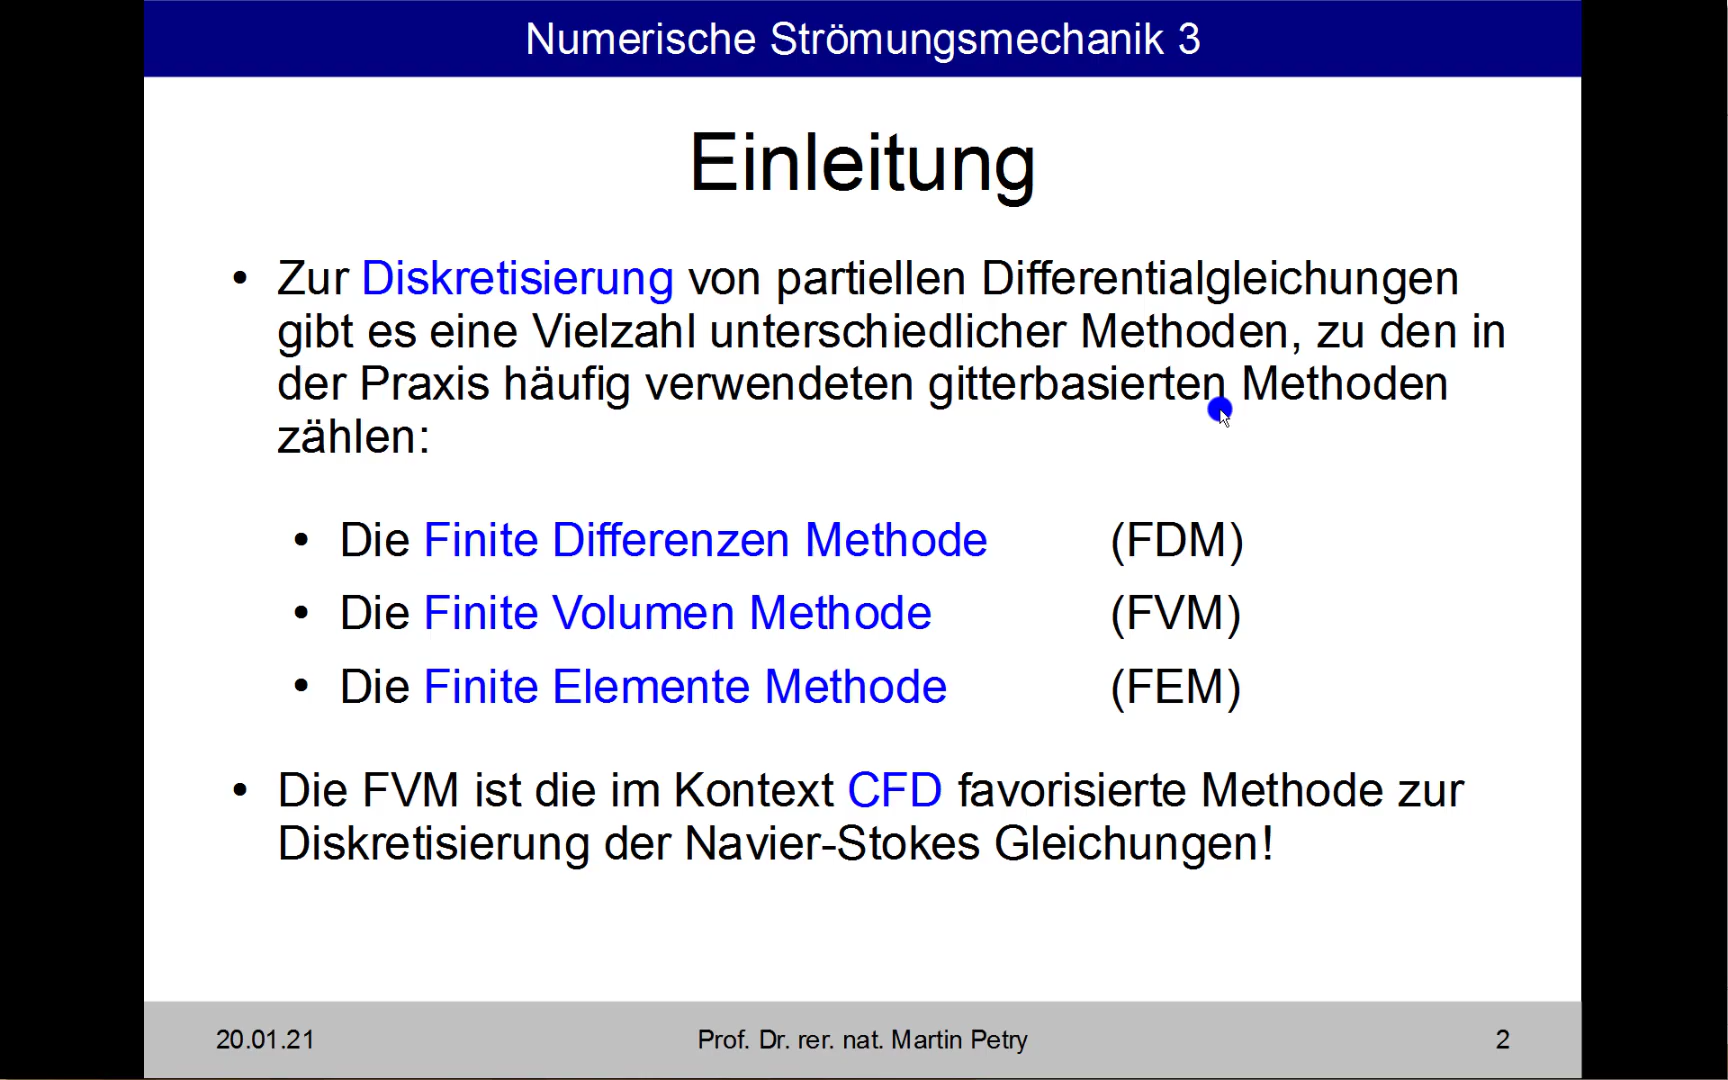 Numerische Strömungsmechanik 3
Einleitung
• Zur Diskretisierung von partiellen Differentialgleichungen
gibt es eine Vielzahl unterschiedlicher Methoden, zu den in
der Praxis häufig verwendeten gitterbasierten Methoden
zählen:
• Die Finite Differenzen Methode (FDM)
• Die Finite Volumen Methode (FVM)
• Die Finite Elemente Methode (FEM)
• Die FVM ist die im Kontext CFD favorisierte Methode zur
Diskretisierung der Navier-Stokes Gleichungen!
20.01.21 Prof. Dr. rer. nat. Martin Petry 2